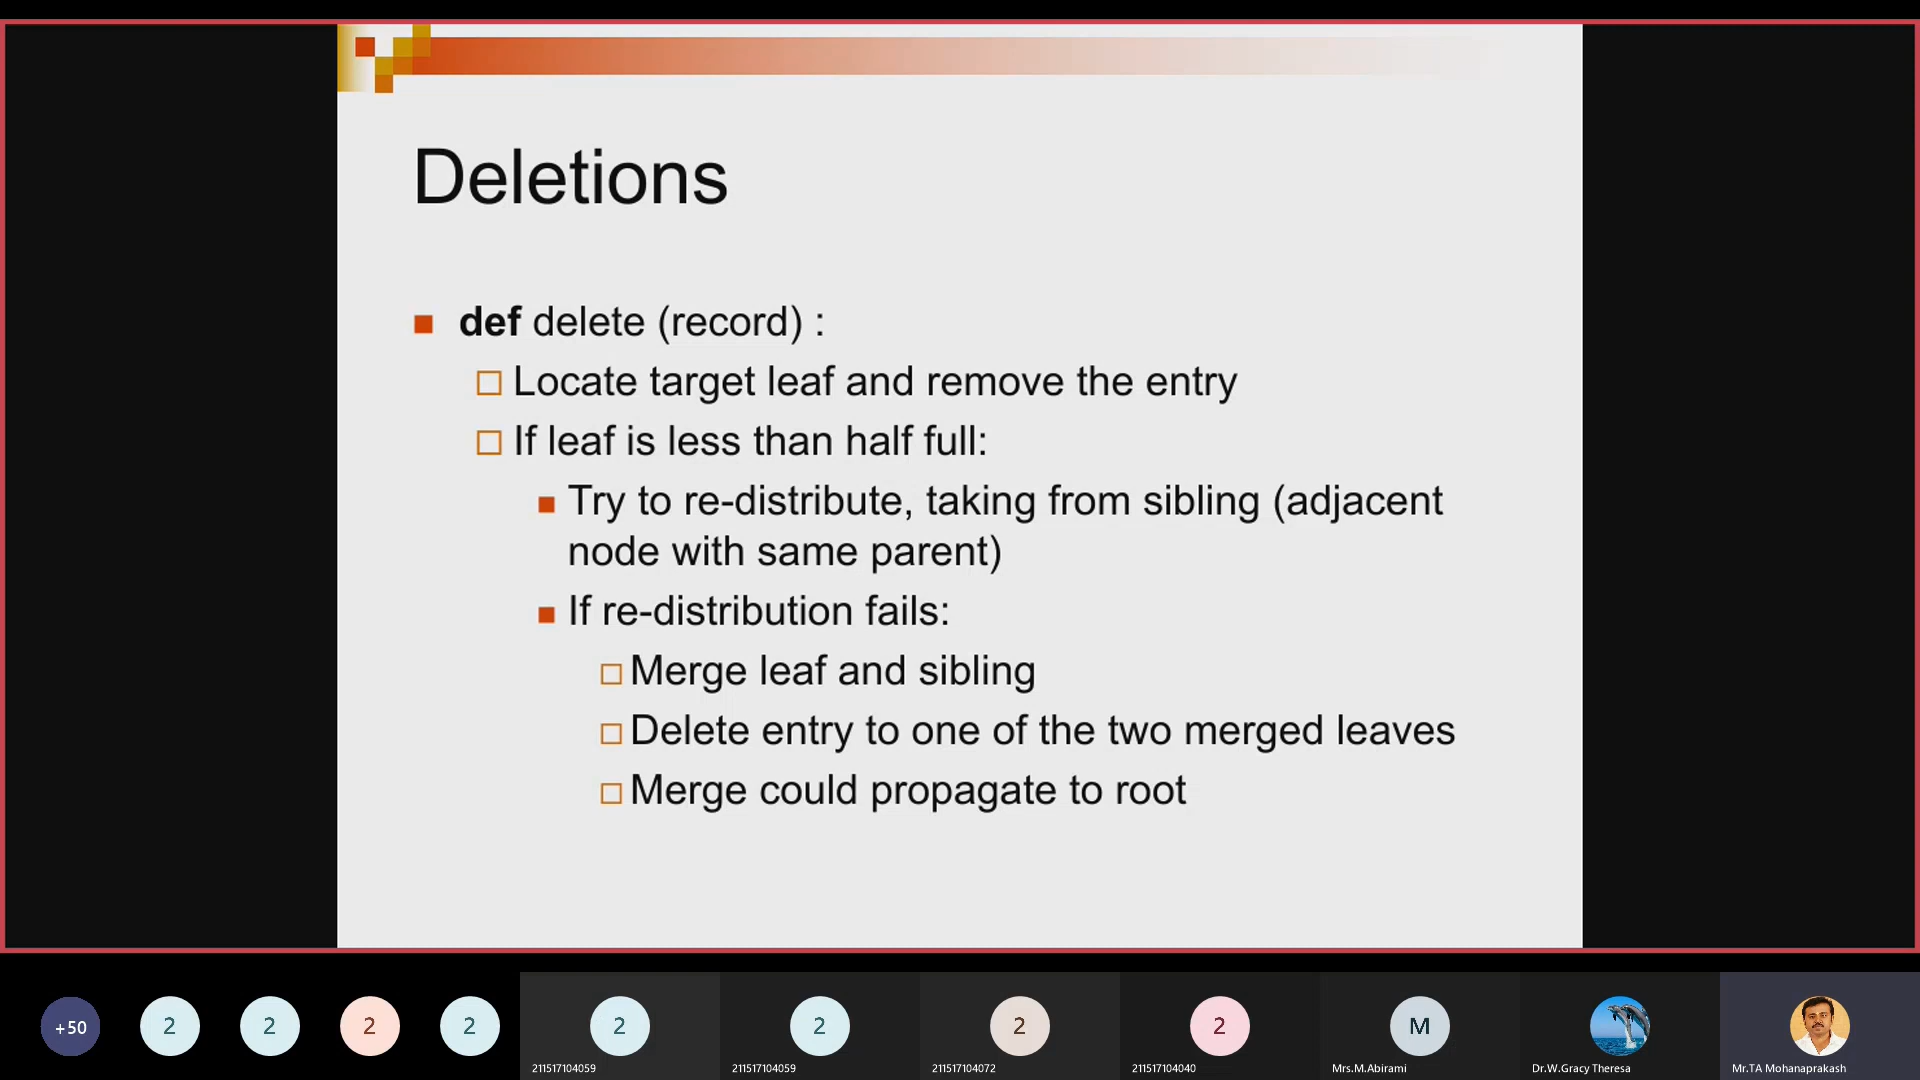 Deletions
def delete (record) :
Locate target leaf and remove the entry
If leaf is less than half full:
Try to re-distribute, taking from sibling (adjacent
node with same parent)
If re-distribution fails:
Merge leaf and sibling
Delete entry to one of the two merged leaves
Merge could propagate to root
+50
2
2
2
2
2
2
2
2
M
211517104059
211517104059
211517104072
211517104040
Mrs.M.Abirami
Dr.W.Gracy Theresa
Mr.TA Mohanaprakash